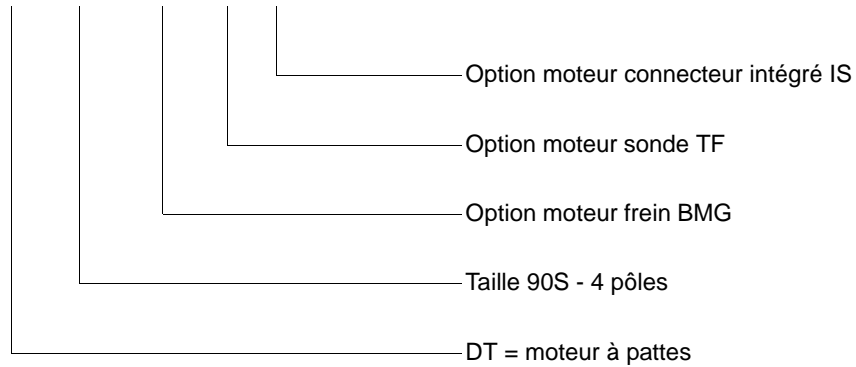 Option moteur connecteur intégré IS
Option moteur sonde TF
Option moteur frein BMG
Taille 90S - 4 pôles
DT = moteur à pattes